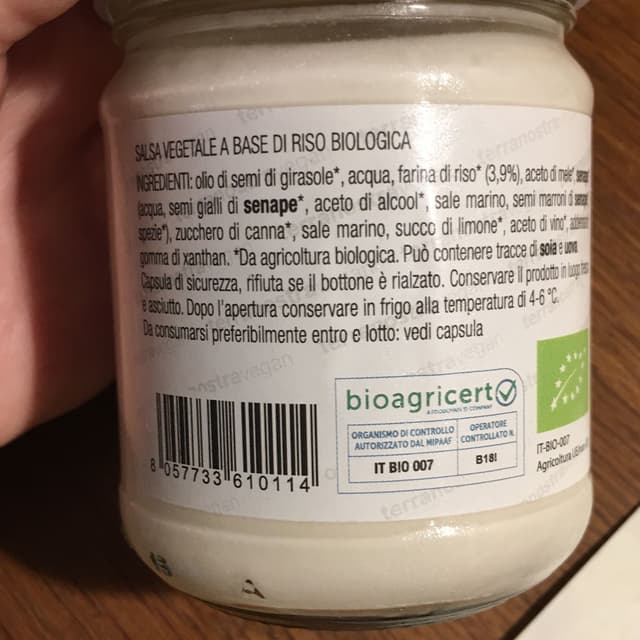 SALSA VEGETALE A BASE DI RISO BIOLOGICA
INGREDIENTI: olio di semi di girasole*, acqua, farina di riso* (3,9%), aceto di mele*,
(acqua, semi gialli di senape*, aceto di alcool*, sale marino, semi marroni di
spezie*), zucchero di canna*, sale marino, succo di limone*, aceto di vino*,
gomma di xanthan. *Da agricoltura biologica. Può contenere tracce di soia e uova.
Capsula di sicurezza, rifiuta se il bottone è rialzato. Conservare il prodotto in luogo
e asciutto. Dopo l'apertura conservare in frigo alla temperatura di 4-6 °C.
Da consumarsi preferibilmente entro e lotto: vedi capsula
bioagricert
A FOODCHAIN ID COMPANY
ORGANISMO DI CONTROLLO
AUTORIZZATO DAL MIPAAF
IT BIO 007
OPERATORE
CONTROLLATO N.
B18I
IT-BIO-007
Agricoltura
8 057733 610114
terranostravegan
A